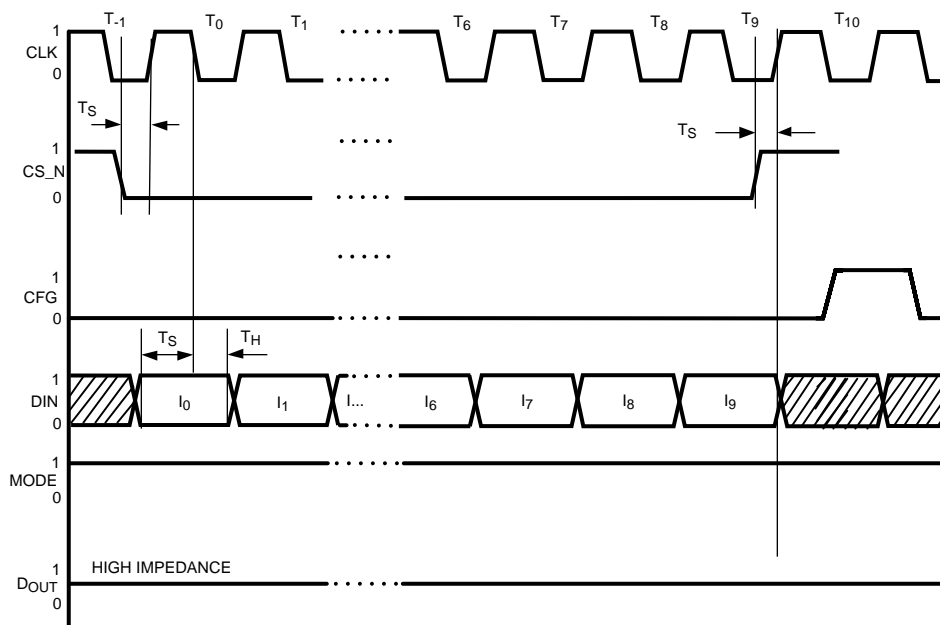 T-1 T0 T1 T6 T7 T8 T9 T10
1
CLK
0
TS TS
1
CS_N
0
1
CFG
0
TS TH
1
DIN
0
I0 I1 I... I6 I7 I8 I9
1
MODE
0
HIGH IMPEDANCE
1
DOUT
0